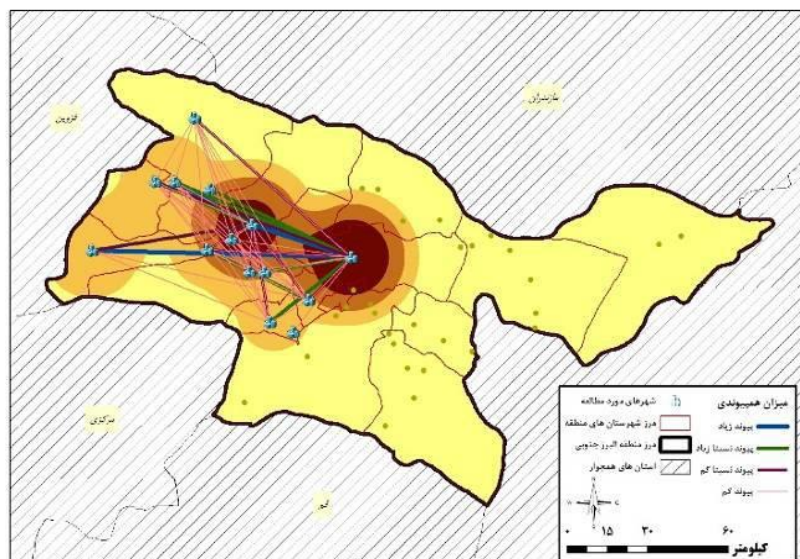 قزوین
مازندران
مرکزی
قم
میزان همپیوندی
پیوند زیاد
پیوند نسبتا زیاد
پیوند نسبتا کم
پیوند کم
شهرهای مورد مطالعه
مرز شهرستان های منطقه
مرز منطقه البرز جنوبی
استان های همجوار
۰ ۱۵ ۳۰ ۶۰
کیلومتر